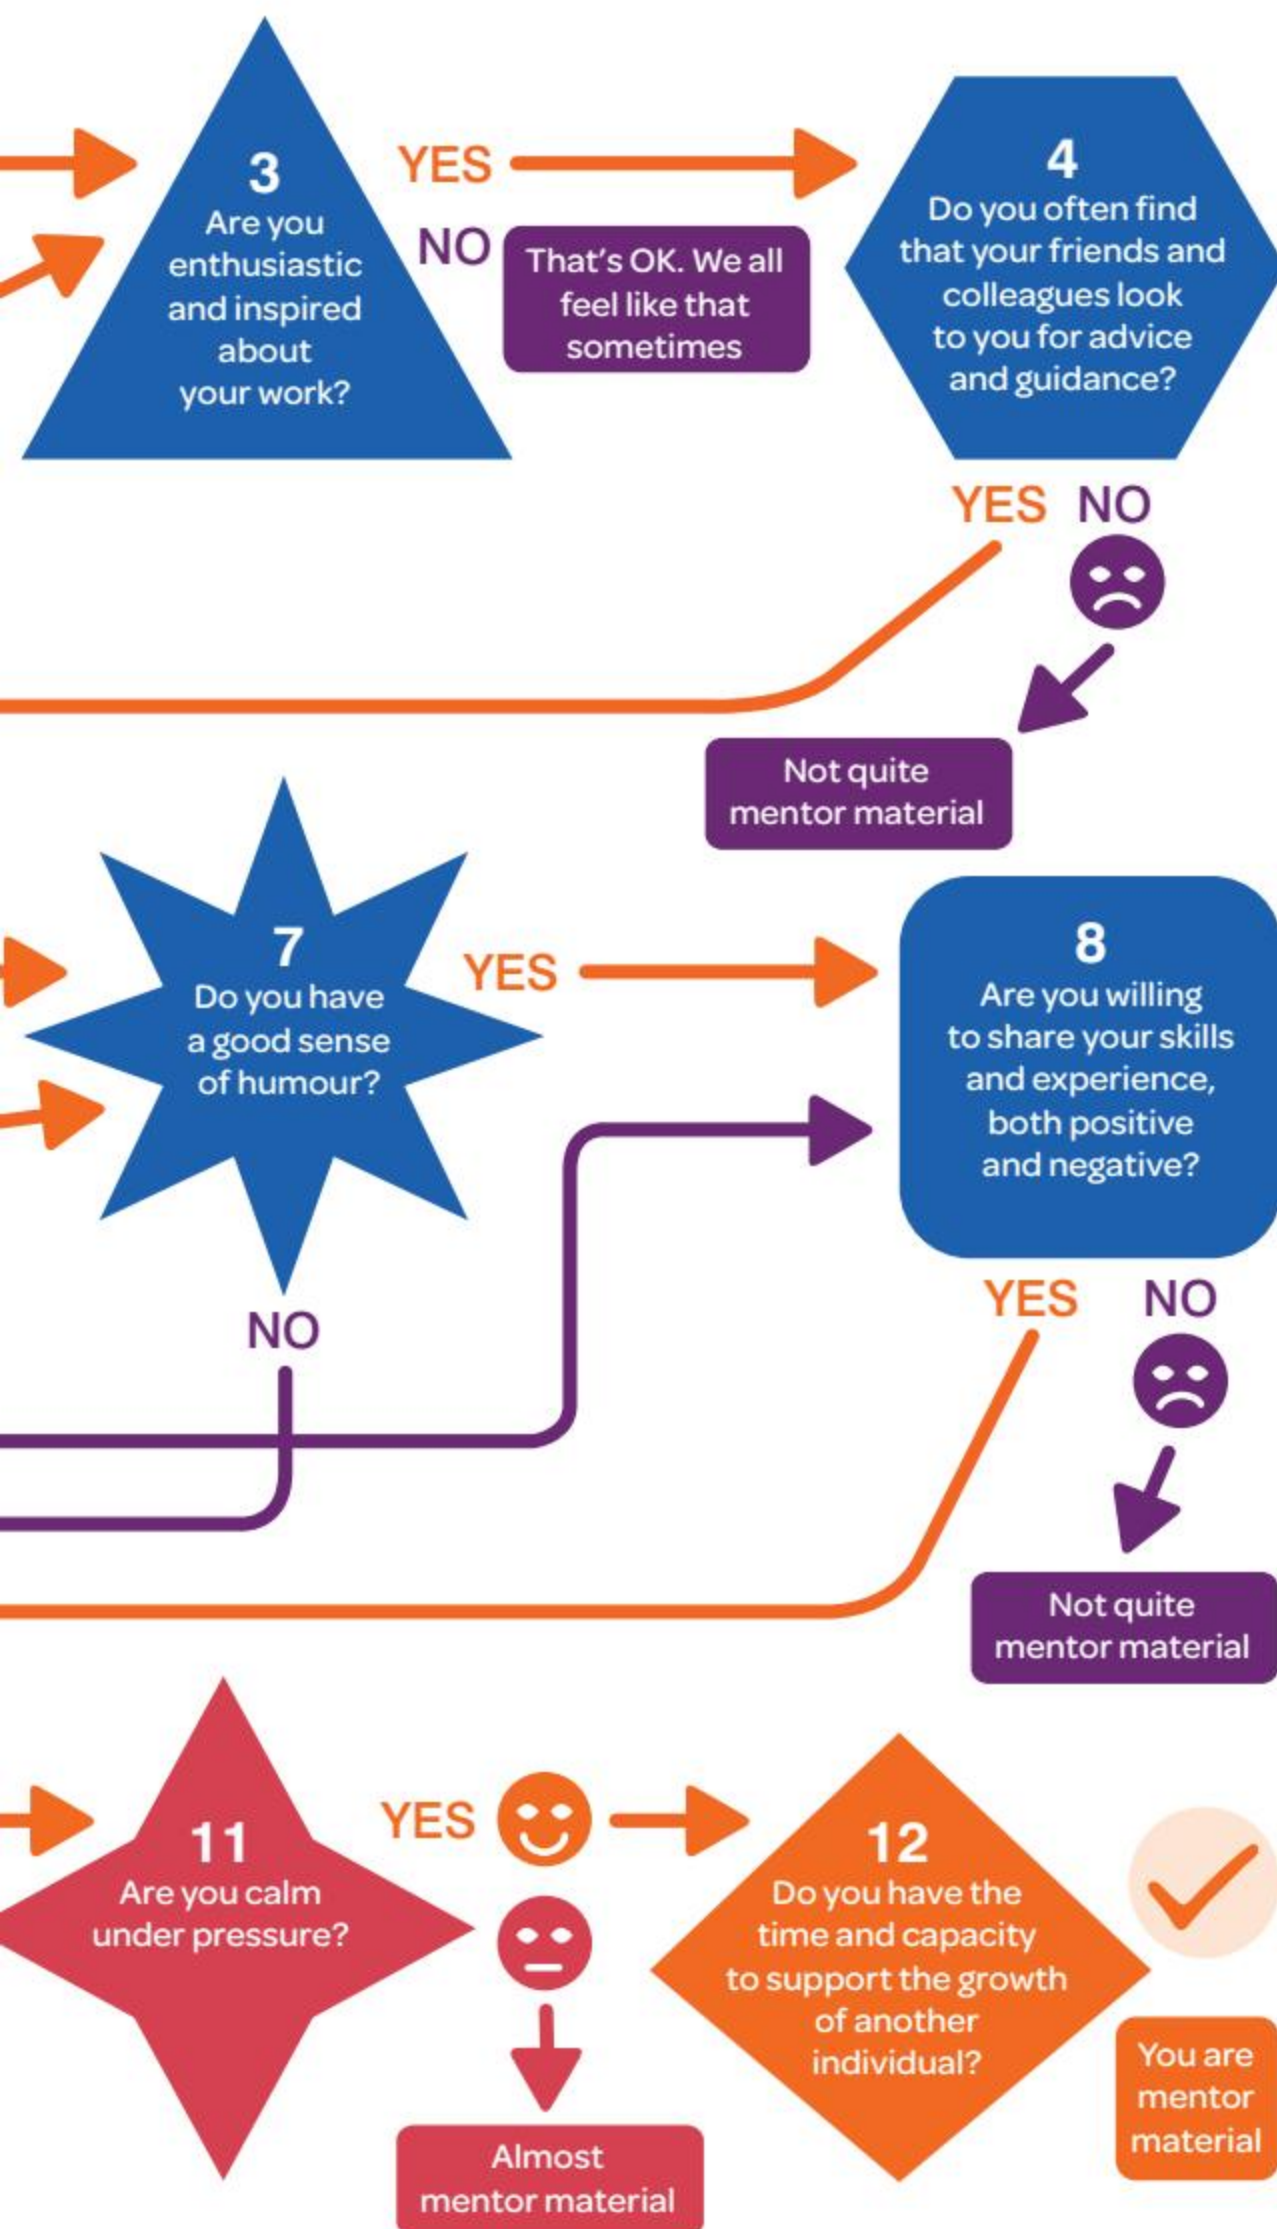 3
Are you
enthusiastic
and inspired
about
your work?
YES
NO
That's OK. We all
feel like that
sometimes
4
Do you often find
that your friends and
colleagues look
to you for advice
and guidance?
YES NO
Not quite
mentor material
7
Do you have
a good sense
of humour?
YES
NO
8
Are you willing
to share your skills
and experience,
both positive
and negative?
YES NO
Not quite
mentor material
11
Are you calm
under pressure?
YES
Almost
mentor material
12
Do you have the
time and capacity
to support the growth
of another
individual?
You are
mentor
material